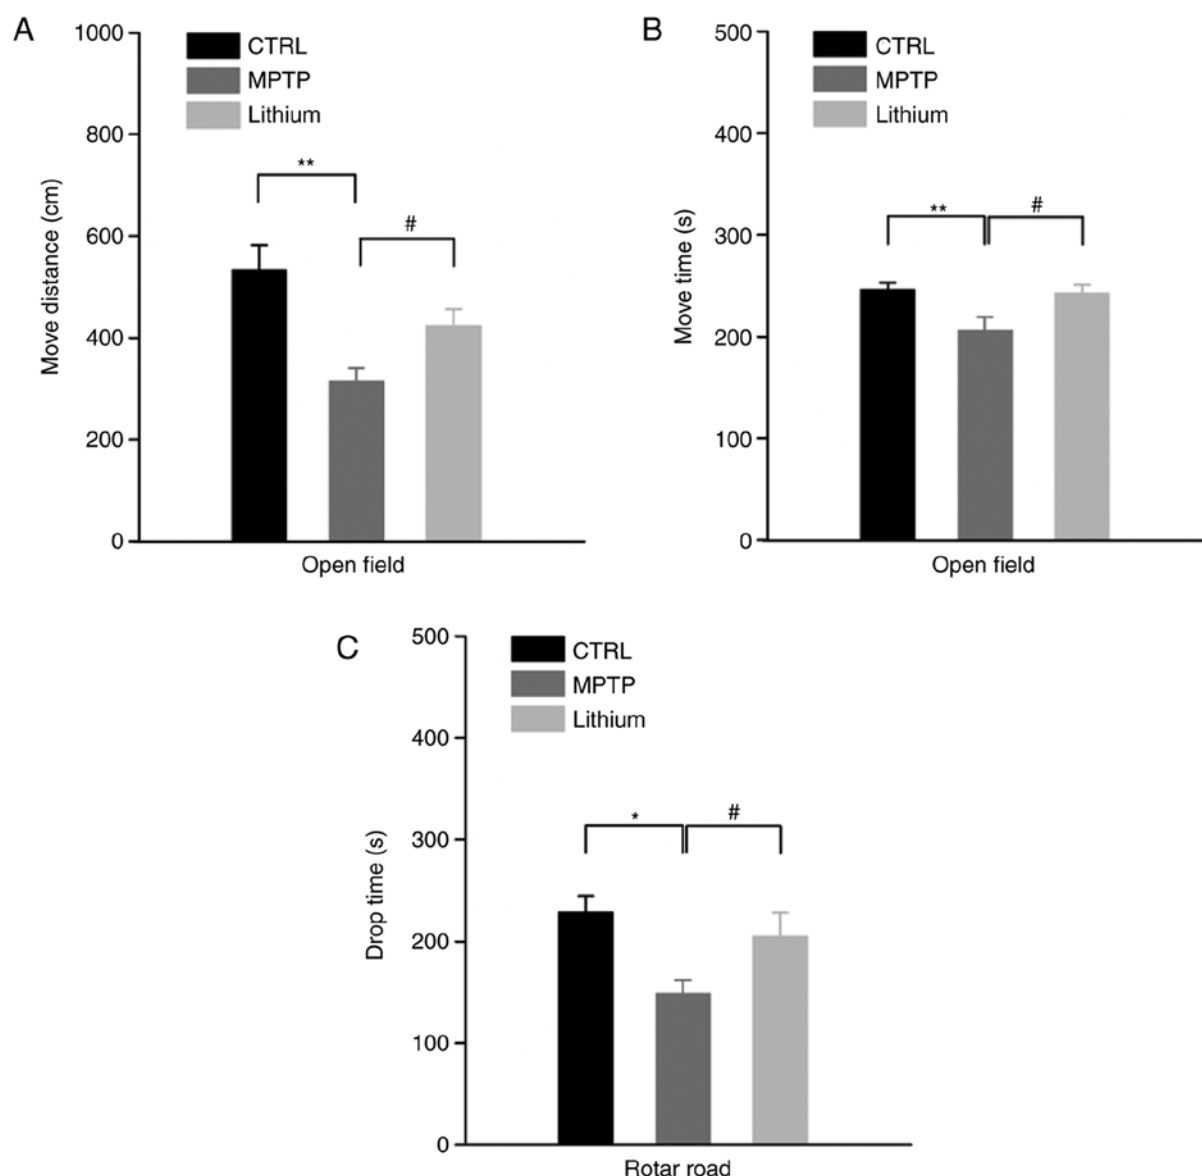 A
Move distance (cm)
1000
800
600
400
200
0
CTRL
MPTP
Lithium
**
#
Open field
B
Move time (s)
500
400
300
200
100
0
CTRL
MPTP
Lithium
**
#
Open field
C
Drop time (s)
500
400
300
200
100
0
CTRL
MPTP
Lithium
*
#
Rotar road